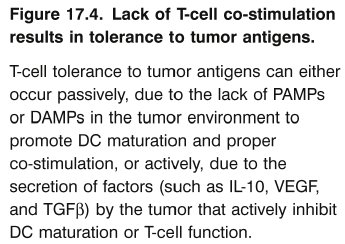 Figure 17.4. Lack of T-cell co-stimulation
results in tolerance to tumor antigens.
T-cell tolerance to tumor antigens can either
occur passively, due to the lack of PAMPs
or DAMPs in the tumor environment to
promote DC maturation and proper
co-stimulation, or actively, due to the
secretion of factors (such as IL-10, VEGF,
and TGFβ) by the tumor that actively inhibit
DC maturation or T-cell function.